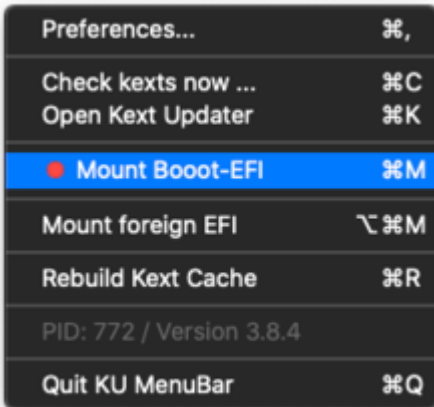 Preferences... ⌘,
Check kexts now ... ⌘C
Open Kext Updater ⌘K
Mount Booot-EFI ⌘M
Mount foreign EFI ⌥⌘M
Rebuild Kext Cache ⌘R
PID: 772 / Version 3.8.4
Quit KU MenuBar ⌘Q